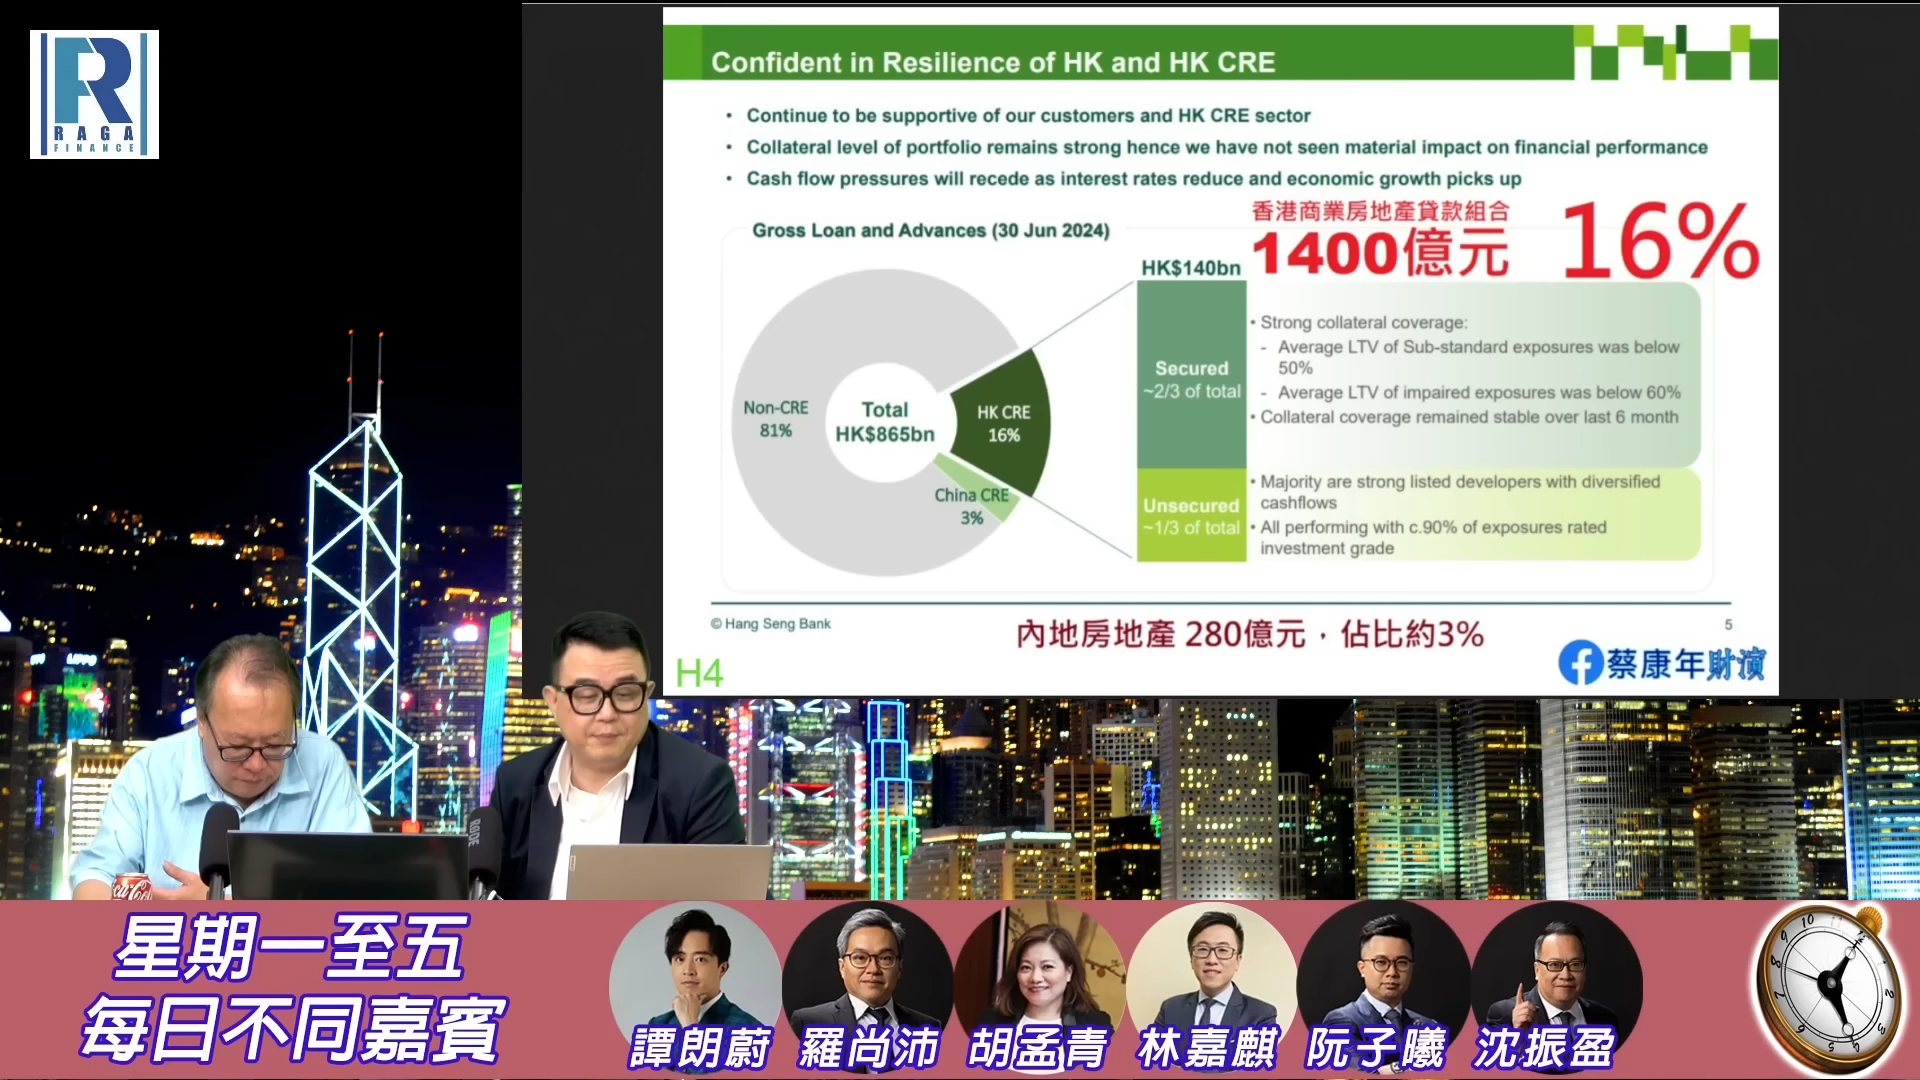 RAGA
FINANCE
Confident in Resilience of HK and HK CRE
• Continue to be supportive of our customers and HK CRE sector
• Collateral level of portfolio remains strong hence we have not seen material impact on financial performance
• Cash flow pressures will recede as interest rates reduce and economic growth picks up
香港商業房地產貸款組合
1400億元
16%
Gross Loan and Advances (30 Jun 2024)
HK$140bn
Non-CRE
81%
Total
HK$865bn
HK CRE
16%
China CRE
3%
Secured
~2/3 of total
• Strong collateral coverage:
- Average LTV of Sub-standard exposures was below
50%
- Average LTV of impaired exposures was below 60%
• Collateral coverage remained stable over last 6 month
Unsecured
~1/3 of total
• Majority are strong listed developers with diversified
cashflows
• All performing with c.90% of exposures rated
investment grade
© Hang Seng Bank
內地房地產 280億元，佔比約3%
5
H4
蔡康年財演
RODE
星期一至五
每日不同嘉賓
譚朗蔚
羅尚沛
胡孟青
林嘉麒
阮子曦
沈振盈